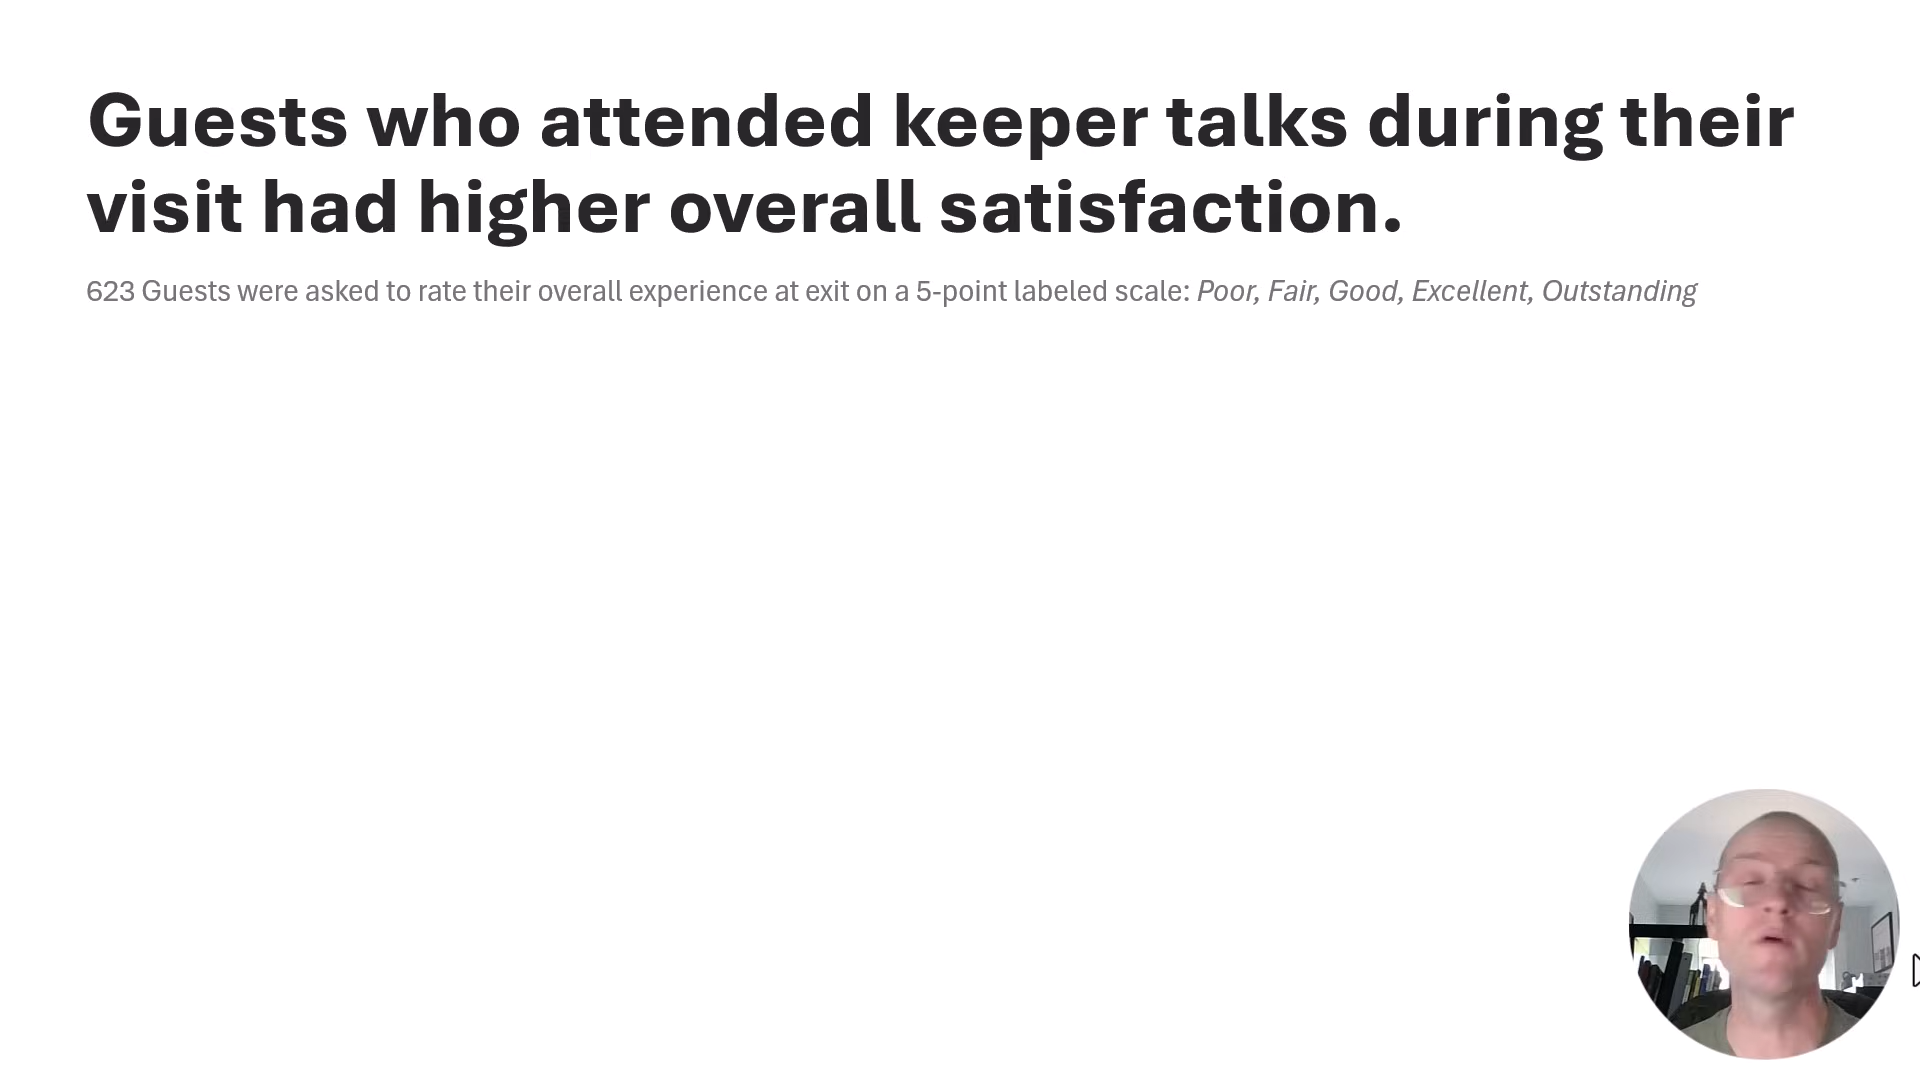 Guests who attended keeper talks during their
visit had higher overall satisfaction.
623 Guests were asked to rate their overall experience at exit on a 5-point labeled scale: Poor, Fair, Good, Excellent, Outstanding